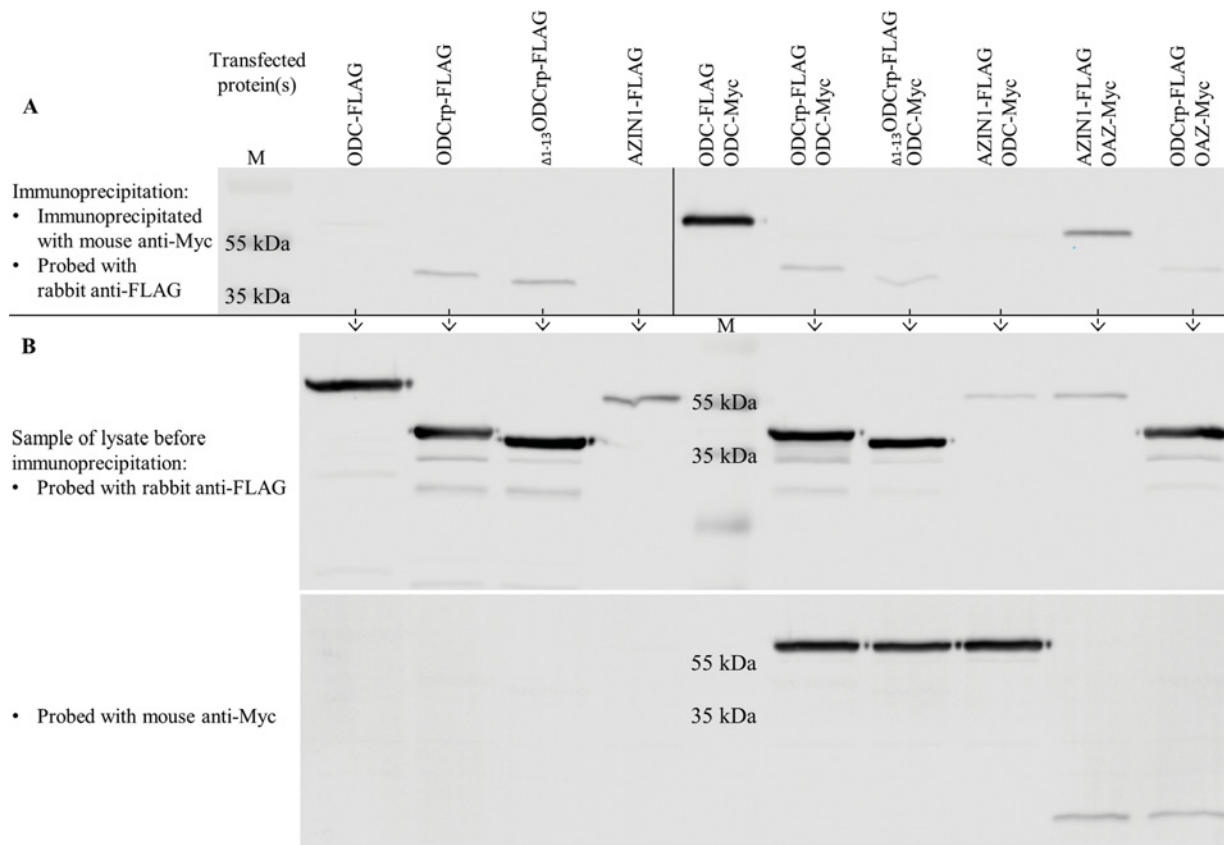 Transfected
protein(s)
A
M
ODC-FLAG
ODCrp-FLAG
Δ1-13ODCrp-FLAG
AZIN1-FLAG
ODC-FLAG
ODC-Myc
ODCrp-FLAG
ODC-Myc
Δ1-13ODCrp-FLAG
ODC-Myc
AZIN1-FLAG
ODC-Myc
AZIN1-FLAG
OAZ-Myc
ODCrp-FLAG
OAZ-Myc
Immunoprecipitation:
• Immunoprecipitated
with mouse anti-Myc
• Probed with
rabbit anti-FLAG
55 kDa
35 kDa
M
B
55 kDa
35 kDa
Sample of lysate before
immunoprecipitation:
• Probed with rabbit anti-FLAG
55 kDa
35 kDa
• Probed with mouse anti-Myc